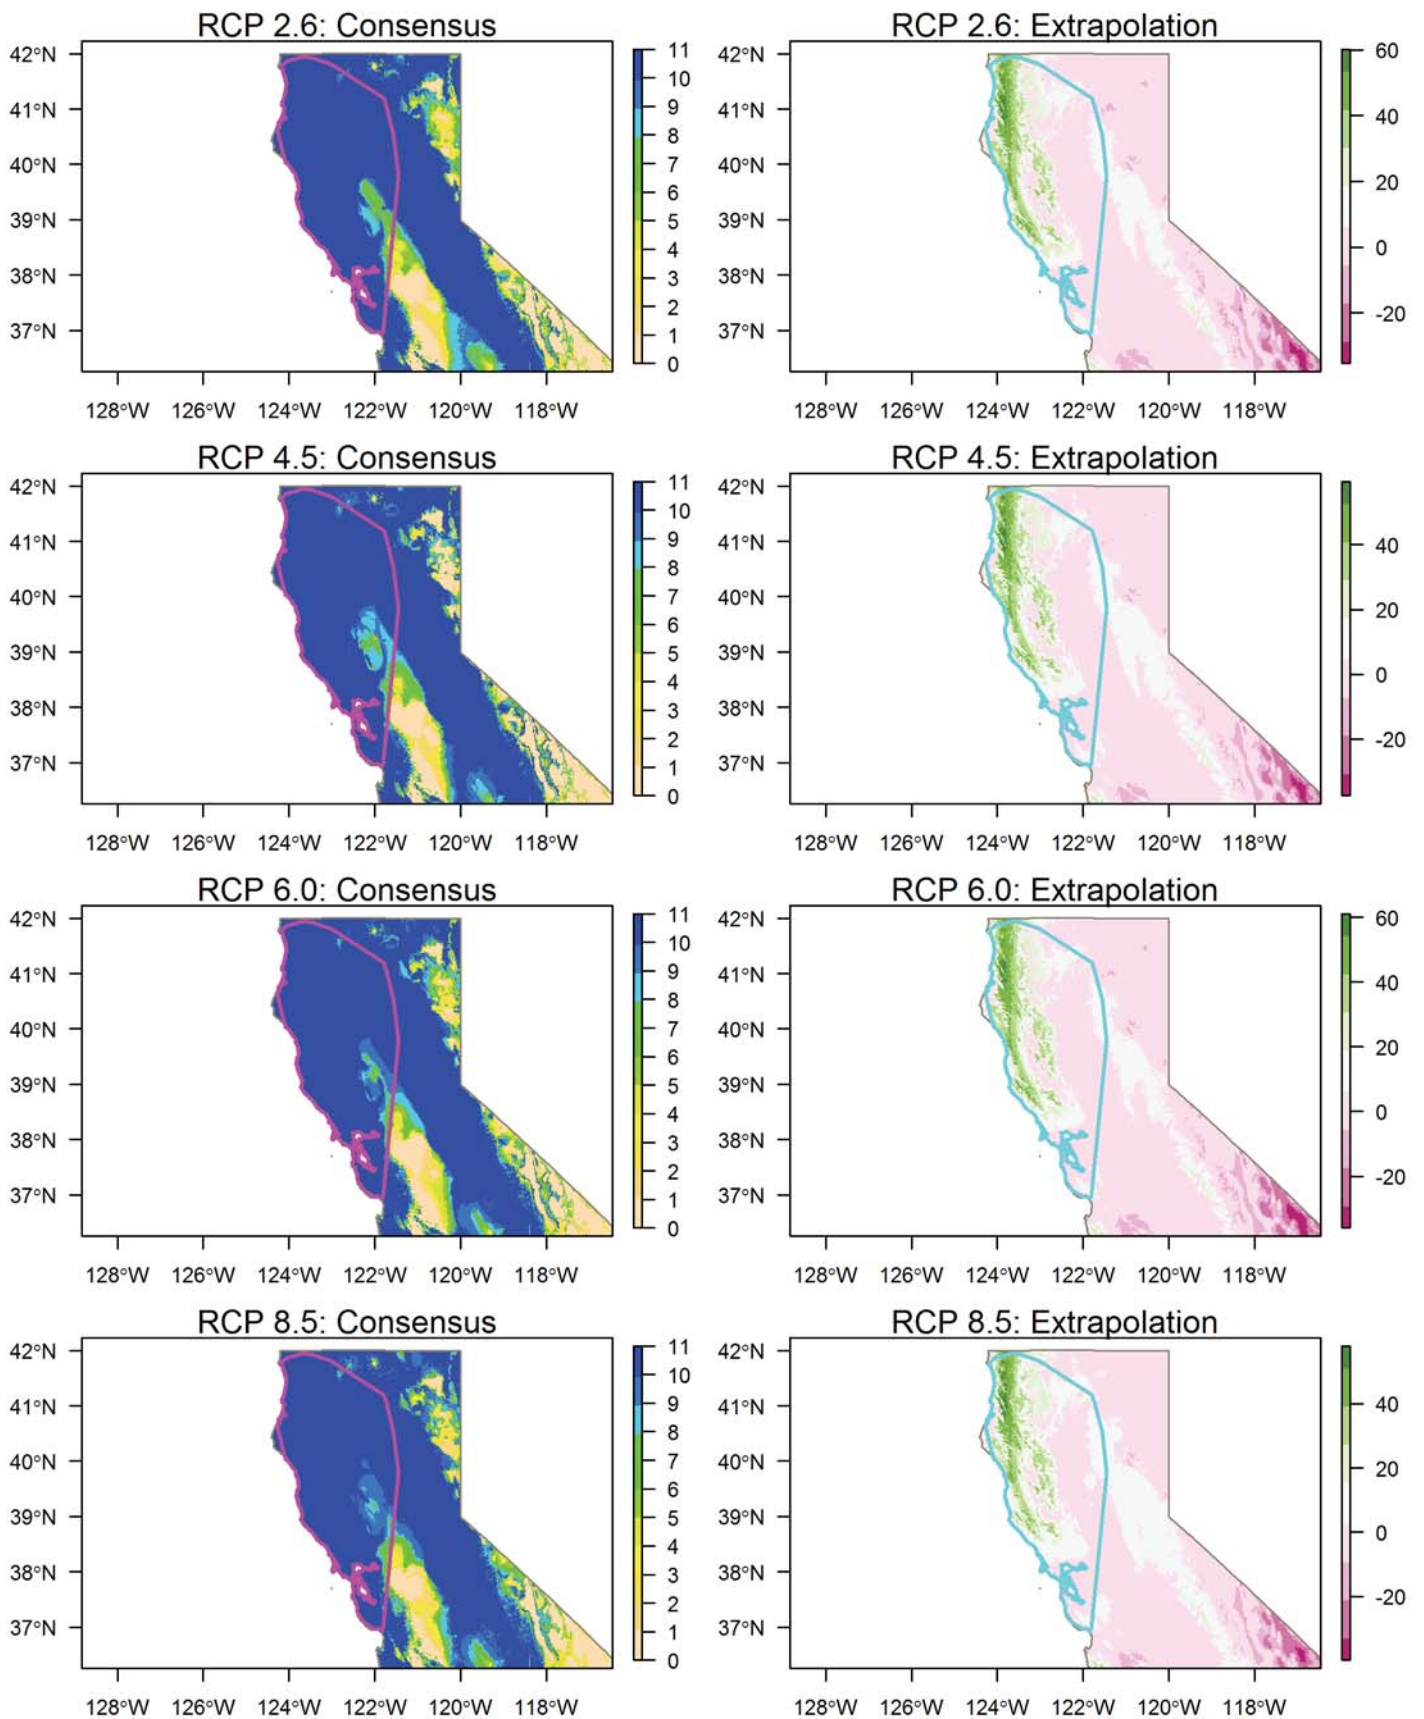 RCP 2.6: Consensus
42°N
41°N
40°N
39°N
38°N
37°N
128°W 126°W 124°W 122°W 120°W 118°W
11
10
9
8
7
6
5
4
3
2
1
0
RCP 2.6: Extrapolation
42°N
41°N
40°N
39°N
38°N
37°N
128°W 126°W 124°W 122°W 120°W 118°W
60
40
20
0
-20
RCP 4.5: Consensus
42°N
41°N
40°N
39°N
38°N
37°N
128°W 126°W 124°W 122°W 120°W 118°W
11
10
9
8
7
6
5
4
3
2
1
0
RCP 4.5: Extrapolation
42°N
41°N
40°N
39°N
38°N
37°N
128°W 126°W 124°W 122°W 120°W 118°W
40
20
0
-20
RCP 6.0: Consensus
42°N
41°N
40°N
39°N
38°N
37°N
128°W 126°W 124°W 122°W 120°W 118°W
11
10
9
8
7
6
5
4
3
2
1
0
RCP 6.0: Extrapolation
42°N
41°N
40°N
39°N
38°N
37°N
128°W 126°W 124°W 122°W 120°W 118°W
60
40
20
0
-20
RCP 8.5: Consensus
42°N
41°N
40°N
39°N
38°N
37°N
128°W 126°W 124°W 122°W 120°W 118°W
11
10
9
8
7
6
5
4
3
2
1
0
RCP 8.5: Extrapolation
42°N
41°N
40°N
39°N
38°N
37°N
128°W 126°W 124°W 122°W 120°W 118°W
40
20
0
-20